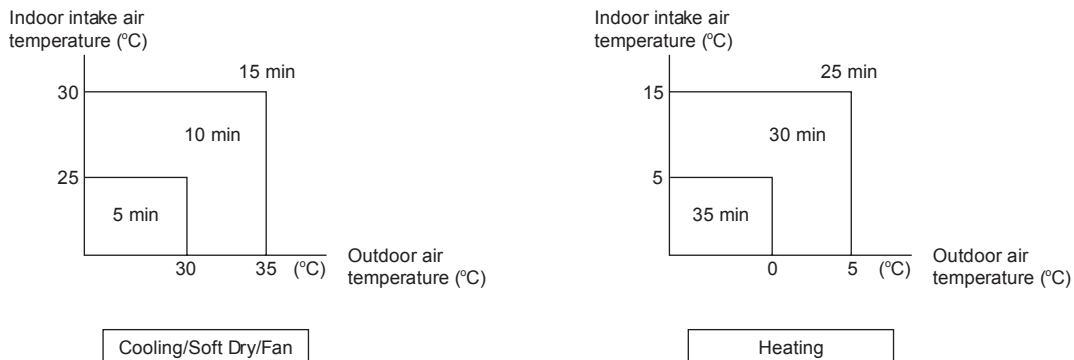 Indoor intake air
temperature (°C)
15 min
30
10 min
25
5 min
30 35 (°C)
Outdoor air
temperature (°C)
Cooling/Soft Dry/Fan
Indoor intake air
temperature (°C)
25 min
15
30 min
5
35 min
0 5 (°C)
Outdoor air
temperature (°C)
Heating